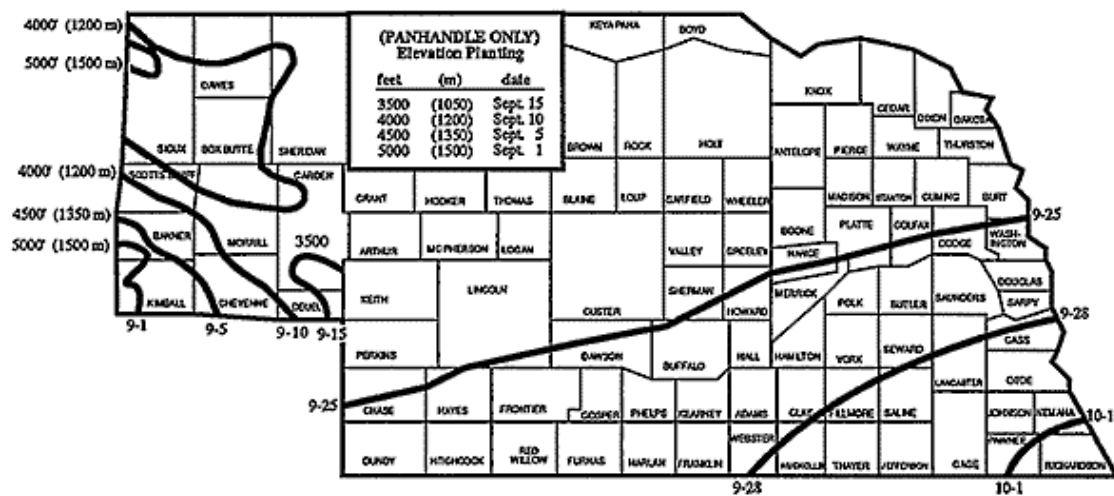 4000' (1200 m)
5000' (1500 m)
(PANHANDLE ONLY)
Elevation Planting
feet (m) date
3500 (1050) Sept. 15
4000 (1200) Sept. 10
4500 (1350) Sept. 5
5000 (1500) Sept. 1
KEYA PAHA
BOYD
DAWES
KNOX
CEDAR
DIXON
DAKOTA
SIOUX
BOX BUTTE
SHERIDAN
BROWN
ROCK
HOLT
ANTELOPE
PIERCE
WAYNE
THURSTON
4000' (1200 m)
SCOTTS BLUFF
GARDEN
GRANT
HOOKER
THOMAS
BLAINE
LOUP
GARFIELD
WHEELER
MADISON
STANTON
CUMING
BURT
4500' (1350 m)
5000' (1500 m)
BANNER
MORRILL
3500
ARTHUR
MCPHERSON
LOGAN
VALLEY
GREELEY
BOONE
NANCE
PLATTE
COLFAX
DODGE
WASH-
INGTON
9-25
KIMBALL
CHEYENNE
DEUEL
KEITH
LINCOLN
CUSTER
SHERMAN
HOWARD
MERRICK
POLK
BUTLER
SAUNDERS
DOUGLAS
SARPY
9-28
9-1
9-5
9-10
9-15
PERKINS
DAWSON
BUFFALO
HALL
HAMILTON
YORK
SEWARD
LANCASTER
CASS
OTOE
9-25
CHASE
HAYES
FRONTIER
GOSPER
PHELPS
KEARNEY
ADAMS
CLAY
FILLMORE
SALINE
JOHNSON
NEMAHA
10-1
DUNDY
HITCHCOCK
RED
WILLOW
FURNAS
HARLAN
FRANKLIN
WEBSTER
NUCKOLLS
THAYER
JEFFERSON
GAGE
PAWNEE
RICHARDSON
9-28
10-1